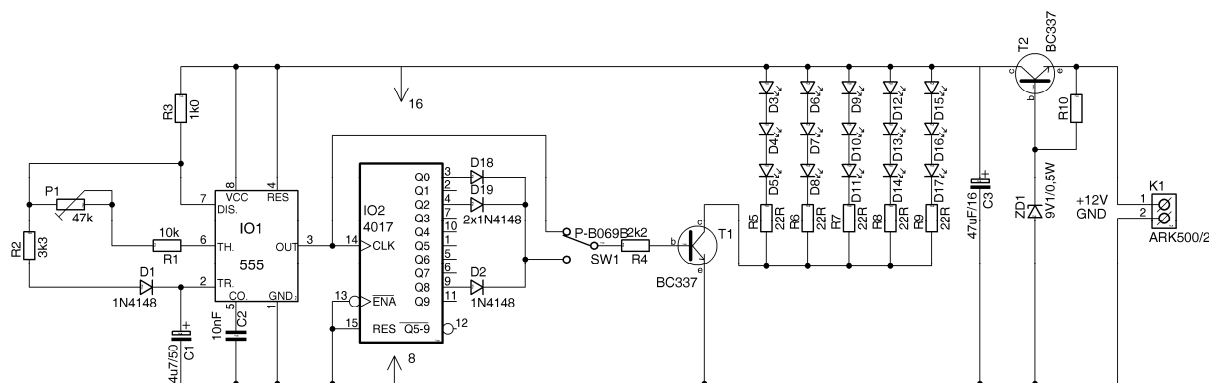 T2
BC337
c
e
b
R10
R3
1k0
16
D3
D6
D9
D12
D15
D4
D7
D10
D13
D16
D5
D8
D11
D14
D17
R5
22R
R6
22R
R7
22R
R8
22R
R9
22R
47uF/16
C3
ZD1
9V1/0,5W
+12V
GND
1
2
K1
ARK500/2
P1
47k
R2
3k3
10k
R1
D1
1N4148
4u7/50
C1
10nF
C2
8
4
VCC
RES
7
DIS.
IO1
6
TH.
OUT
3
555
2
TR.
CO.
GND
5
1
IO2
4017
14
CLK
13
ENA
15
RES
Q5-9
12
Q0
3
Q1
2
Q2
4
Q3
7
Q4
10
Q5
1
Q6
5
Q7
6
Q8
9
Q9
11
8
D18
D19
2x1N4148
D2
1N4148
P-B069B
SW1
2k2
R4
b
c
e
T1
BC337